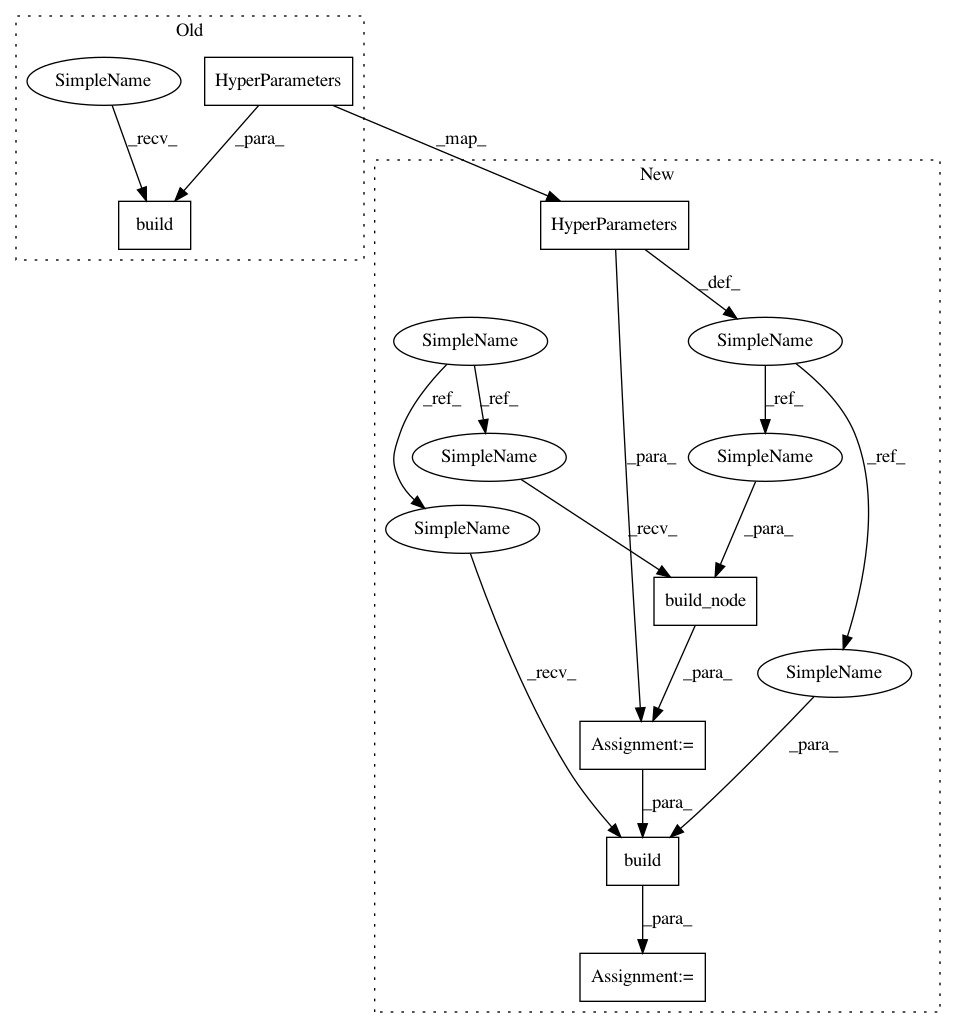 Old
SimpleName
HyperParameters
_recv_
_para_
_map_
build
New
HyperParameters
_def_
SimpleName
SimpleName
_ref_
_ref_
_ref_
_ref_
SimpleName
SimpleName
_para_
SimpleName
_recv_
_para_
build_node
_recv_
_para_
SimpleName
Assignment:=
_para_
_para_
build
_para_
Assignment:=